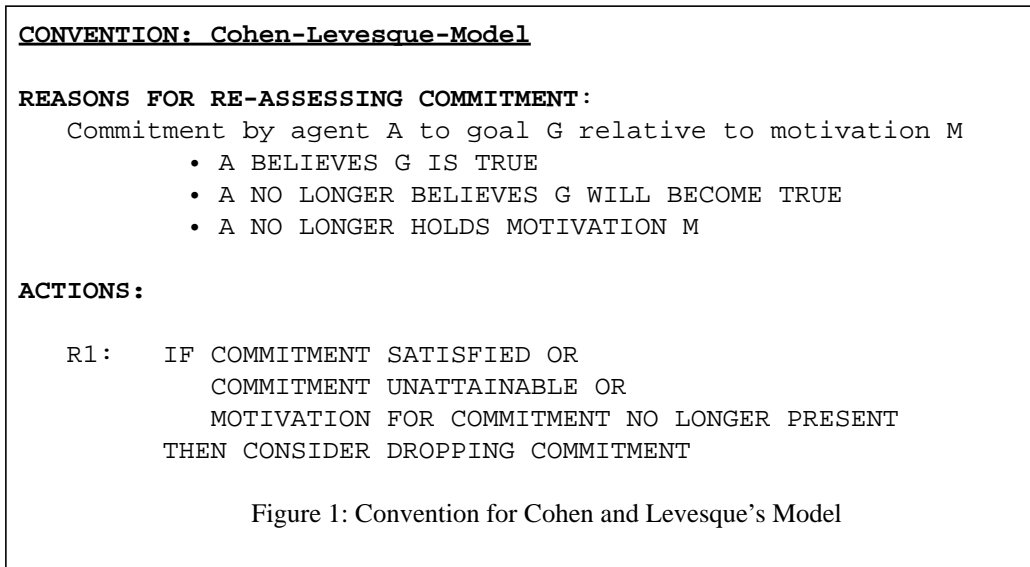 CONVENTION: Cohen-Levesque-Model
REASONS FOR RE-ASSESSING COMMITMENT:
Commitment by agent A to goal G relative to motivation M
• A BELIEVES G IS TRUE
• A NO LONGER BELIEVES G WILL BECOME TRUE
• A NO LONGER HOLDS MOTIVATION M
ACTIONS:
R1: IF COMMITMENT SATISFIED OR
COMMITMENT UNATTAINABLE OR
MOTIVATION FOR COMMITMENT NO LONGER PRESENT
THEN CONSIDER DROPPING COMMITMENT
Figure 1: Convention for Cohen and Levesque's Model